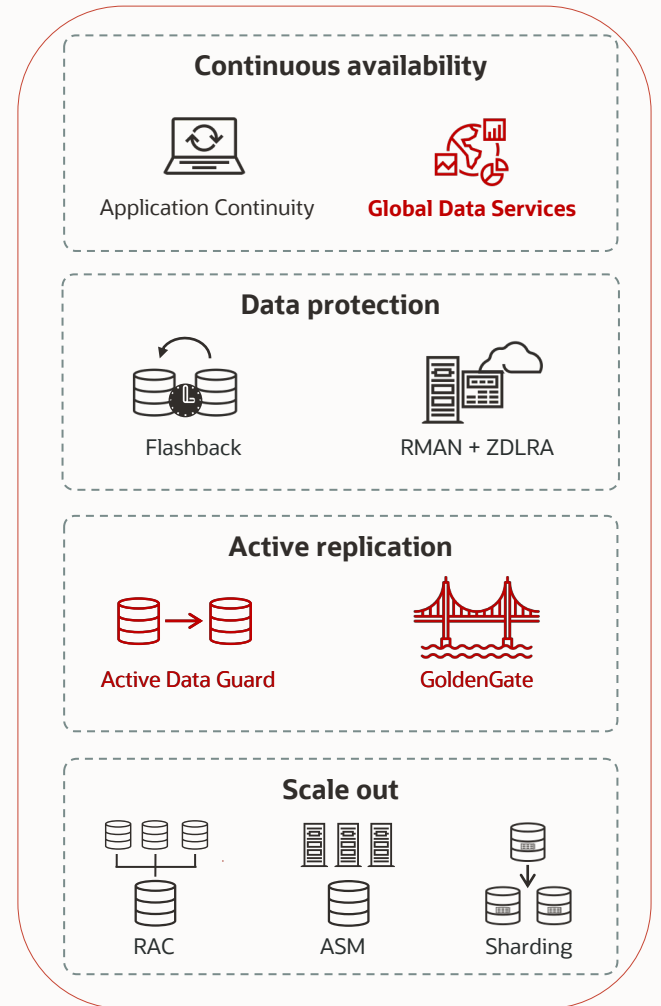 Continuous availability
Application Continuity
Global Data Services
Data protection
Flashback
RMAN + ZDLRA
Active replication
Active Data Guard
GoldenGate
Scale out
RAC
ASM
Sharding